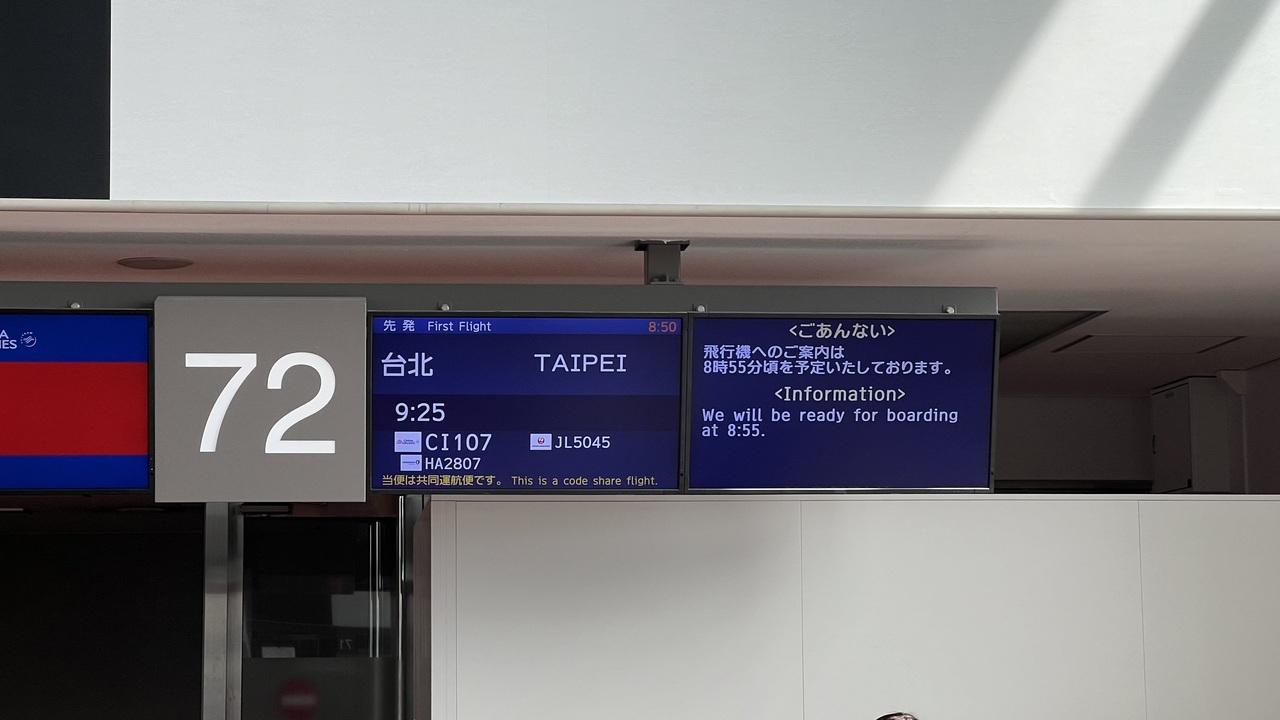 72
先発 First Flight 8:50
台北 TAIPEI
9:25
CI107 JL5045
HA2807
当便は共同運航便です。 This is a code share flight.
<ごあんない>
飛行機へのご案内は
8時55分頃を予定いたしております。
<Information>
We will be ready for boarding
at 8:55.